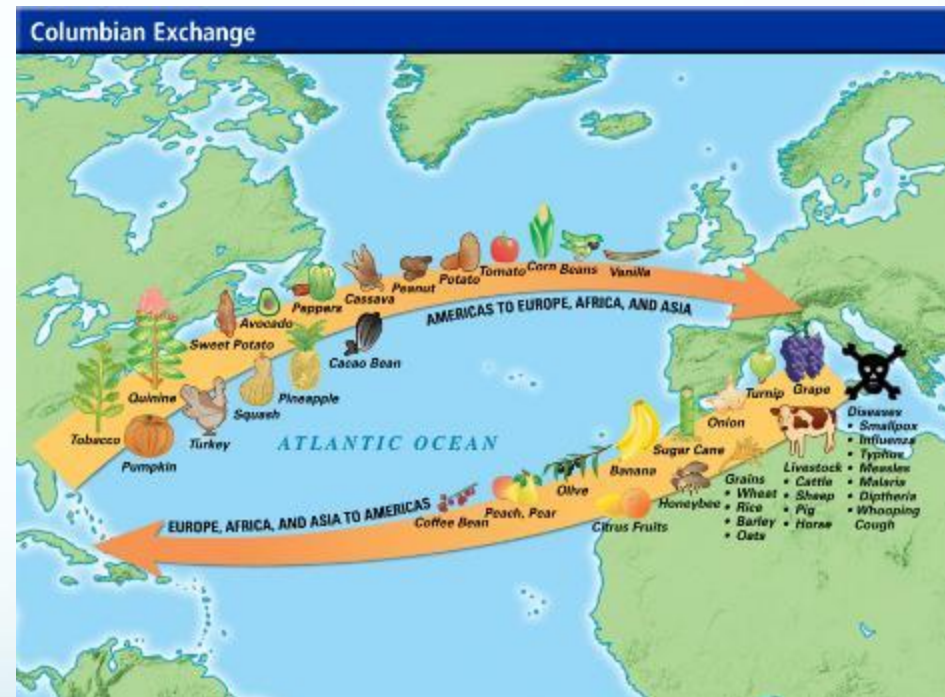 Columbian Exchange
Tobacco
Quinine
Sweet Potato
Avocado
Peppers
Cassava
Peanut
Potato
Tomato
Corn
Beans
Vanilla
AMERICAS TO EUROPE, AFRICA, AND ASIA
Pumpkin
Turkey
Squash
Pineapple
Cacao Bean
ATLANTIC OCEAN
EUROPE, AFRICA, AND ASIA TO AMERICAS
Coffee Bean
Peach, Pear
Olive
Banana
Sugar Cane
Onion
Turnip
Grape
Citrus Fruits
Honeybee
Grains
• Wheat
• Rice
• Barley
• Oats
Livestock
• Cattle
• Sheep
• Pig
• Horse
Diseases
• Smallpox
• Influenza
• Typhus
• Measles
• Malaria
• Diptheria
• Whooping
Cough